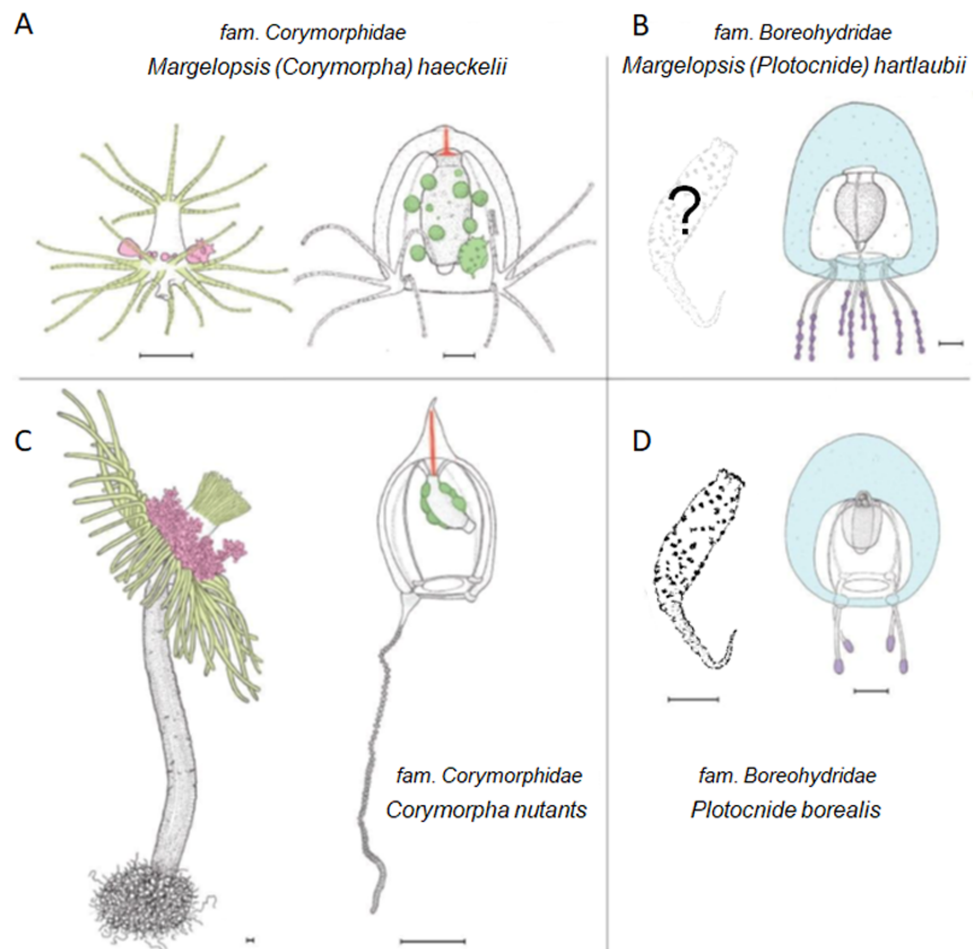 A
fam. Corymorphidae
Margelopsis (Corymorpha) haeckelii
B
fam. Boreohydridae
Margelopsis (Plotocnide) hartlaubii
?
C
fam. Corymorphidae
Corymorpha nutants
D
fam. Boreohydridae
Plotocnide borealis